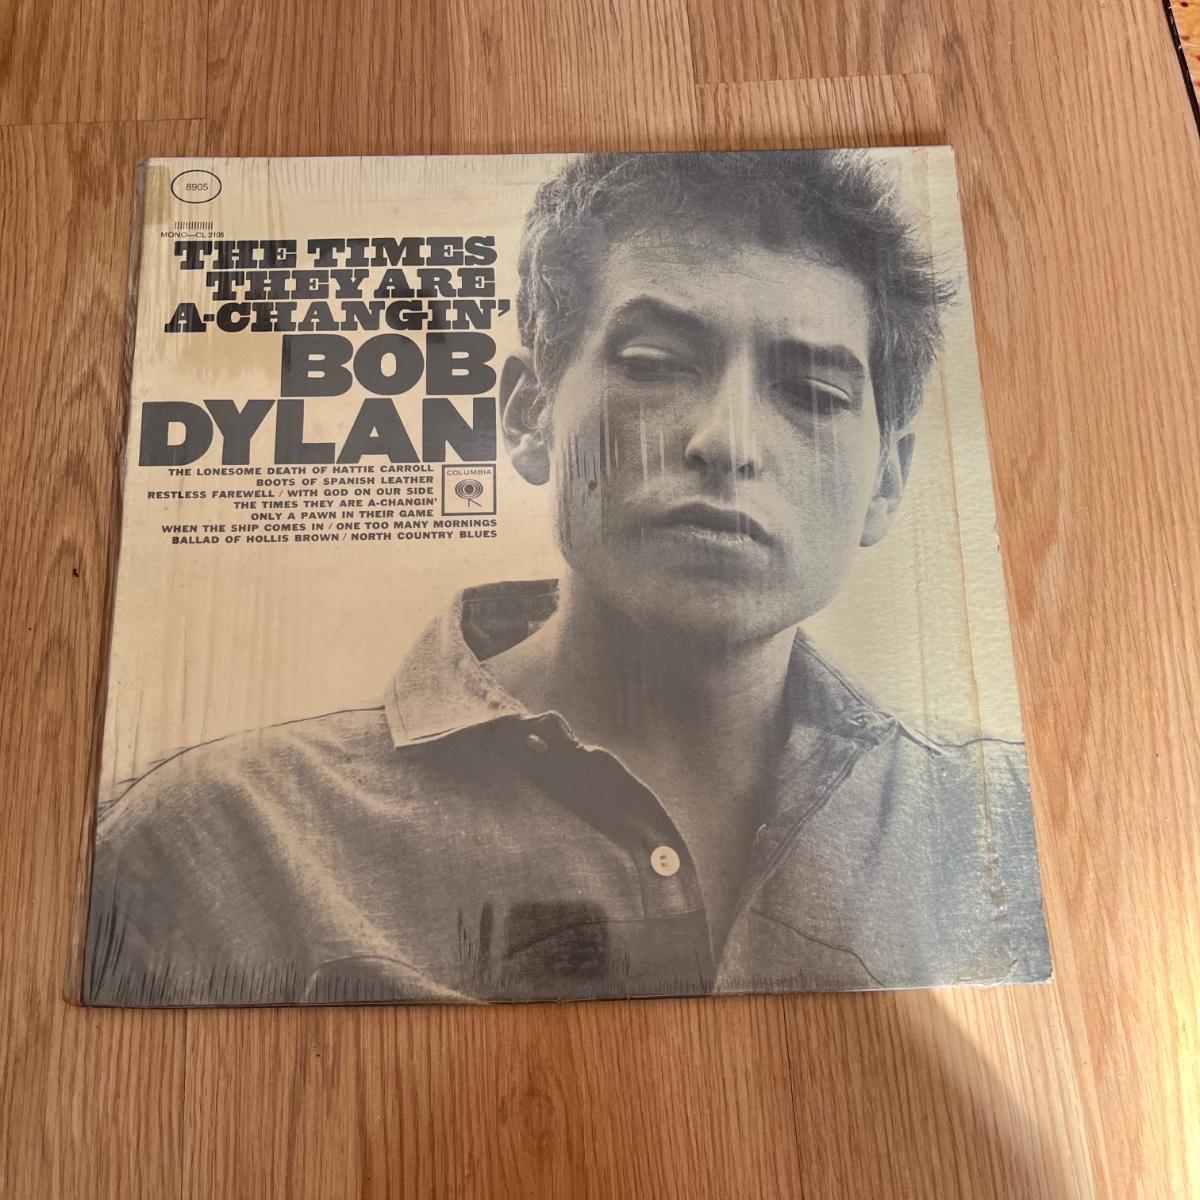 8905
MONO—CL 2105
THE TIMES
THEY ARE
A-CHANGIN'
BOB
DYLAN
THE LONESOME DEATH OF HATTIE CARROLL
BOOTS OF SPANISH LEATHER
RESTLESS FAREWELL / WITH GOD ON OUR SIDE
THE TIMES THEY ARE A-CHANGIN'
ONLY A PAWN IN THEIR GAME
WHEN THE SHIP COMES IN / ONE TOO MANY MORNINGS
BALLAD OF HOLLIS BROWN / NORTH COUNTRY BLUES
COLUMBIA